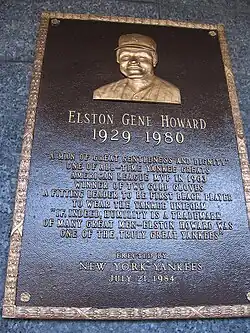 ELSTON GENE HOWARD
1929 1980
"A MAN OF GREAT GENTLENESS AND DIGNITY"
ONE OF ALL-TIME YANKEE GREATS
AMERICAN LEAGUE MVP IN 1963
WINNER OF TWO GOLD GLOVES
A FITTING LEADER TO BE FIRST BLACK PLAYER
TO WEAR THE YANKEE UNIFORM
"IF, INDEED, HUMILITY IS A TRADEMARK
OF MANY GREAT MEN-ELSTON HOWARD WAS
ONE OF THE TRULY GREAT YANKEES"
ERECTED BY
NEW YORK YANKEES
JULY 21, 1984